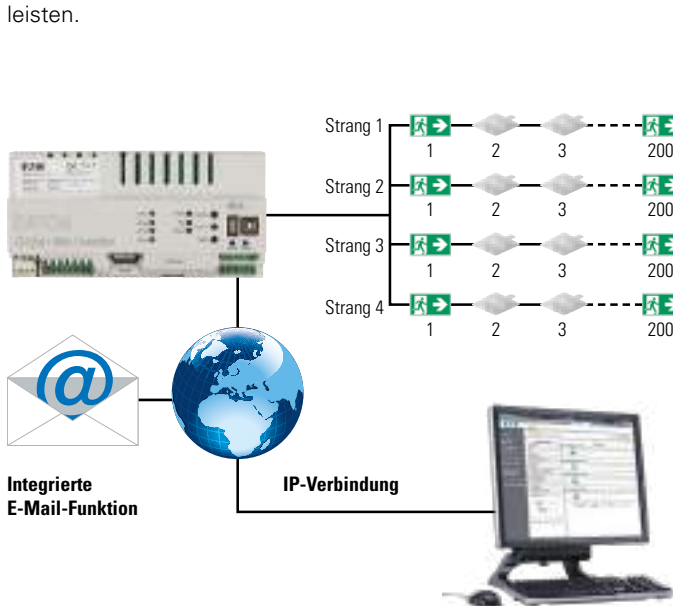 leisten.
Strang 1
1 2 3 200
Strang 2
1 2 3 200
Strang 3
1 2 3 200
Strang 4
1 2 3 200
@
Integrierte
E-Mail-Funktion
IP-Verbindung